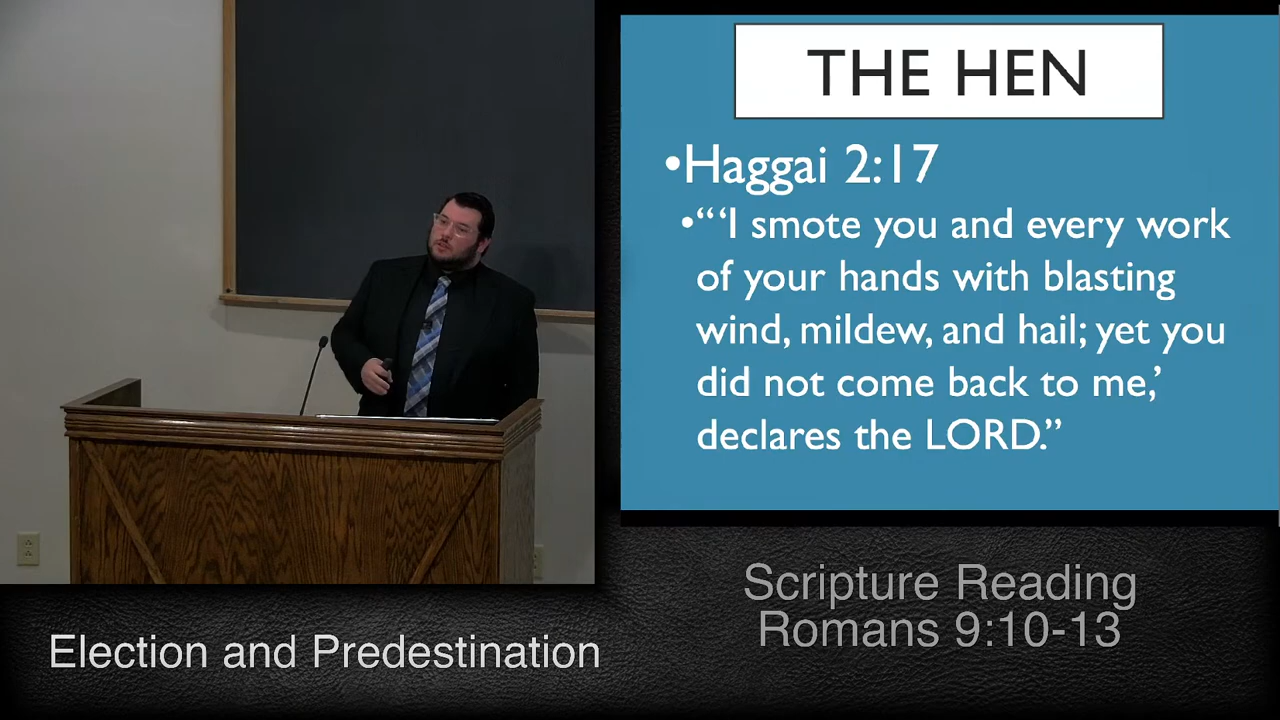 THE HEN
•Haggai 2:17
•“‘I smote you and every work
of your hands with blasting
wind, mildew, and hail; yet you
did not come back to me,’
declares the LORD.”
Scripture Reading
Romans 9:10-13
Election and Predestination